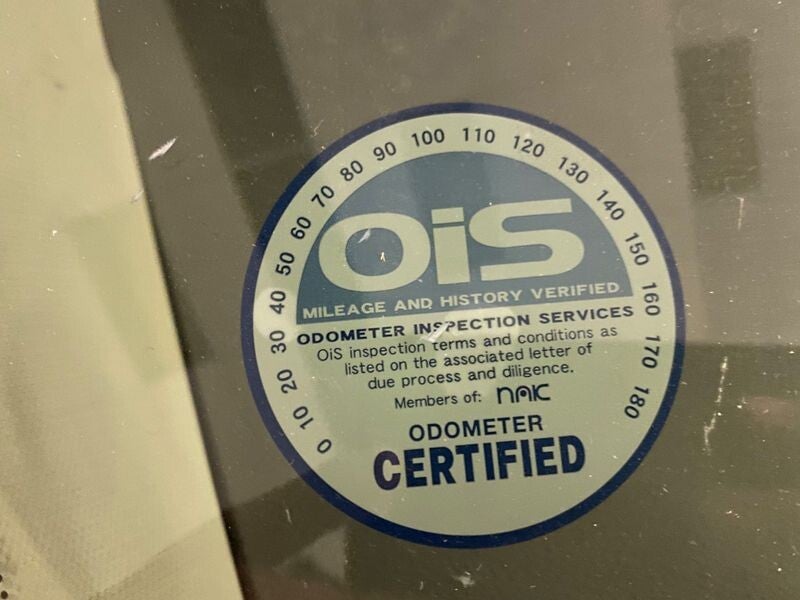 0 10 20 30 40 50 60 70 80 90 100 110 120 130 140 150 160 170 180
OiS
MILEAGE AND HISTORY VERIFIED
ODOMETER INSPECTION SERVICES
OiS inspection terms and conditions as
listed on the associated letter of
due process and diligence.
Members of: NAK
ODOMETER
CERTIFIED